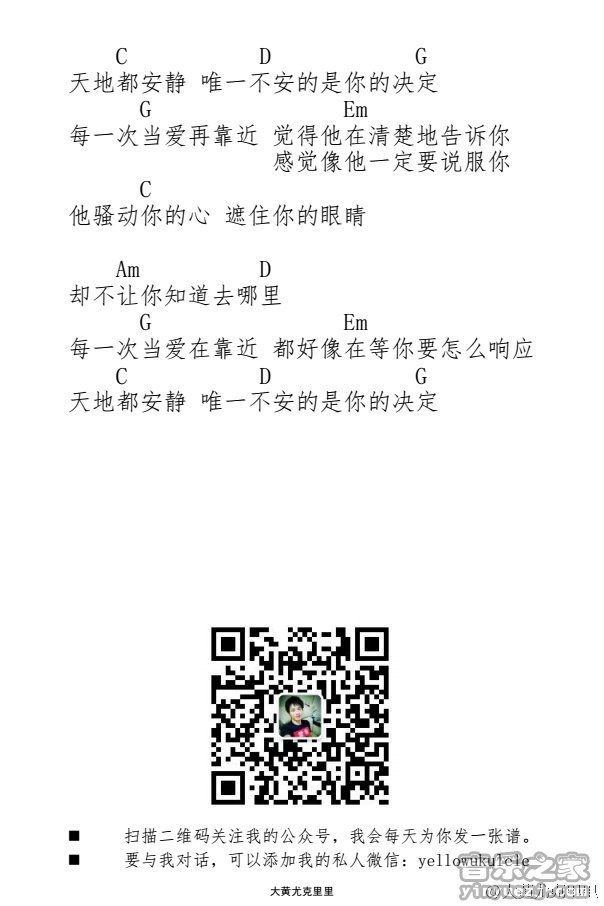 C D G
天地都安静 唯一不安的是你的决定
G Em
每一次当爱再靠近 觉得他在清楚地告诉你
感觉像他一定要说服你
C
他骚动你的心 遮住你的眼睛
Am D
却不让你知道去哪里
G Em
每一次当爱在靠近 都好像在等你要怎么响应
C D G
天地都安静 唯一不安的是你的决定
■ 扫描二维码关注我的公众号，我会每天为你发一张谱。
■ 要与我对话，可以添加我的私人微信：yellowukulele
音乐之家
大黄尤克里里